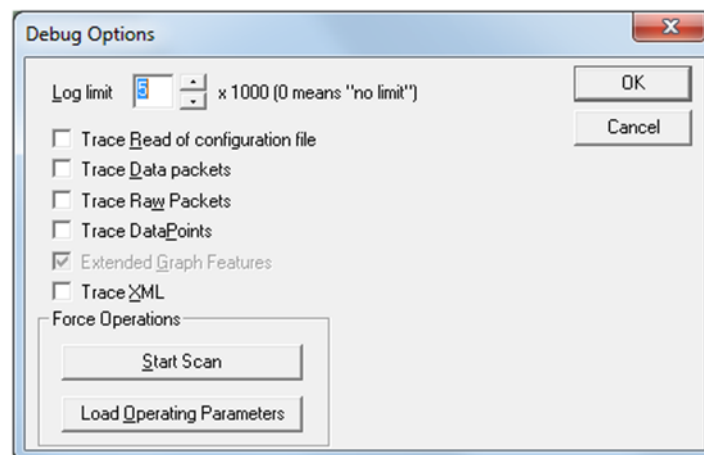 Debug Options
Log limit 5 x 1000 (0 means "no limit")
OK
Cancel
Trace Read of configuration file
Trace Data packets
Trace Raw Packets
Trace DataPoints
Extended Graph Features
Trace XML
Force Operations
Start Scan
Load Operating Parameters